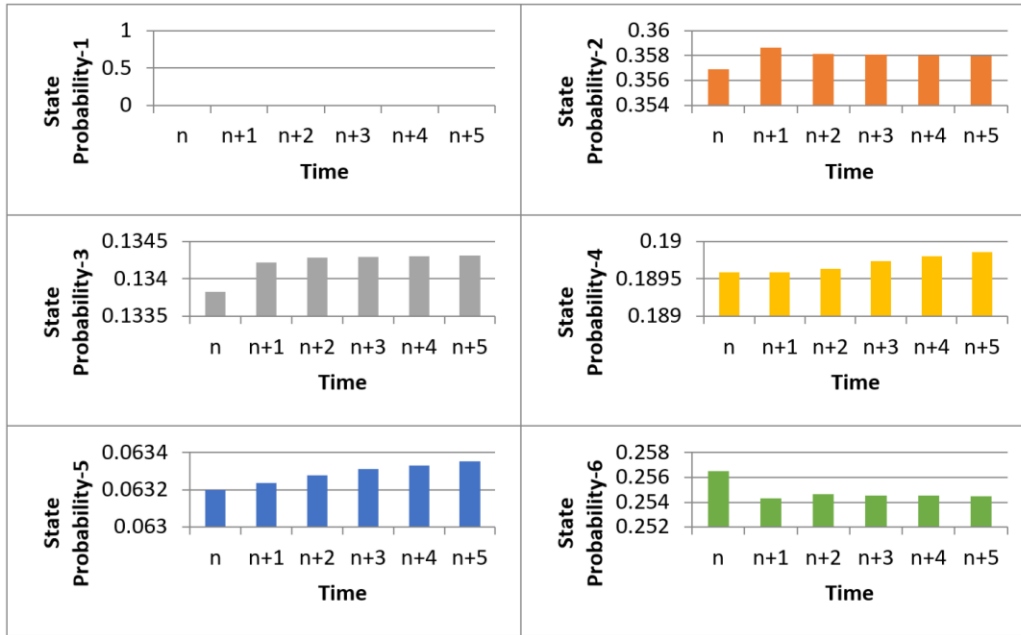 State
Probability-1
1
0.5
0
n n+1 n+2 n+3 n+4 n+5
Time
State
Probability-2
0.36
0.358
0.356
0.354
n n+1 n+2 n+3 n+4 n+5
Time
State
Probability-3
0.1345
0.134
0.1335
n n+1 n+2 n+3 n+4 n+5
Time
State
Probability-4
0.19
0.1895
0.189
n n+1 n+2 n+3 n+4 n+5
Time
State
Probability-5
0.0634
0.0632
0.063
n n+1 n+2 n+3 n+4 n+5
Time
State
Probability-6
0.258
0.256
0.254
0.252
n n+1 n+2 n+3 n+4 n+5
Time